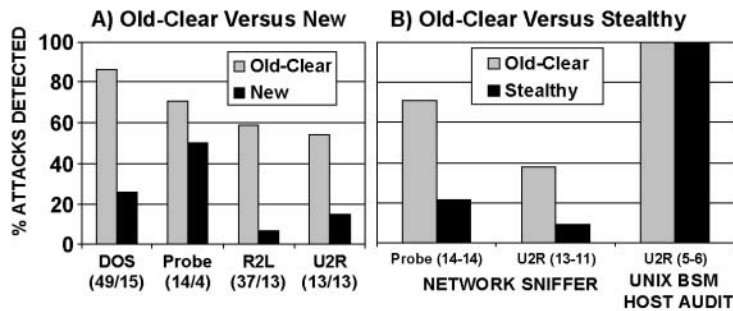 A) Old-Clear Versus New
% ATTACKS DETECTED
100
80
60
40
20
0
Old-Clear
New
DOS Probe R2L U2R
(49/15) (14/4) (37/13) (13/13)
B) Old-Clear Versus Stealthy
Old-Clear
Stealthy
Probe (14-14) U2R (13-11) U2R (5-6)
NETWORK SNIFFER UNIX BSM
HOST AUDIT